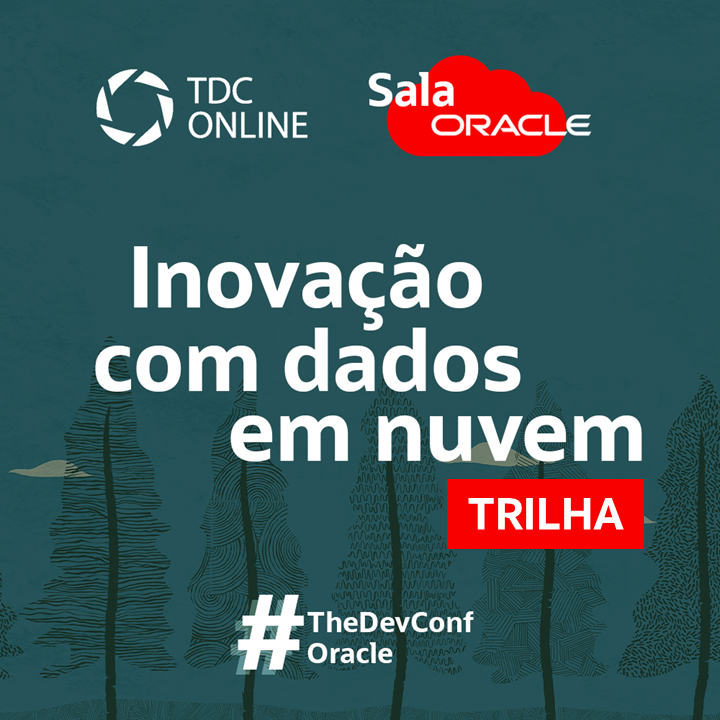 TDC
ONLINE
Sala
ORACLE
Inovação
com dados
em nuvem
TRILHA
#TheDevConf
Oracle